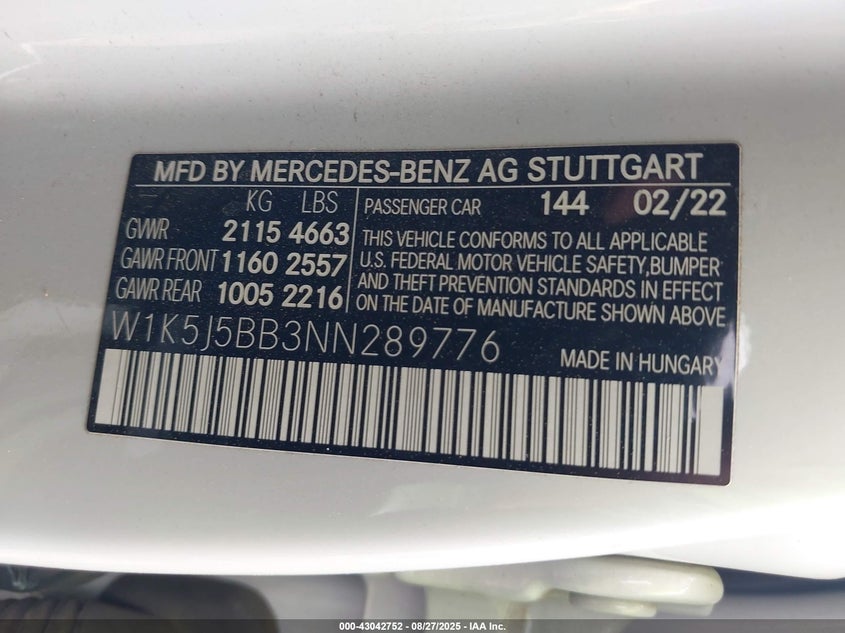 MFD BY MERCEDES-BENZ AG STUTTGART
KG LBS
GVWR 2115 4663
GAWR FRONT 1160 2557
GAWR REAR 1005 2216
PASSENGER CAR 144 02/22
THIS VEHICLE CONFORMS TO ALL APPLICABLE
U.S. FEDERAL MOTOR VEHICLE SAFETY,BUMPER
AND THEFT PREVENTION STANDARDS IN EFFECT
ON THE DATE OF MANUFACTURE SHOWN ABOVE
W1K5J5BB3NN289776
MADE IN HUNGARY
000-43042752 - 08/27/2025 - IAA Inc.